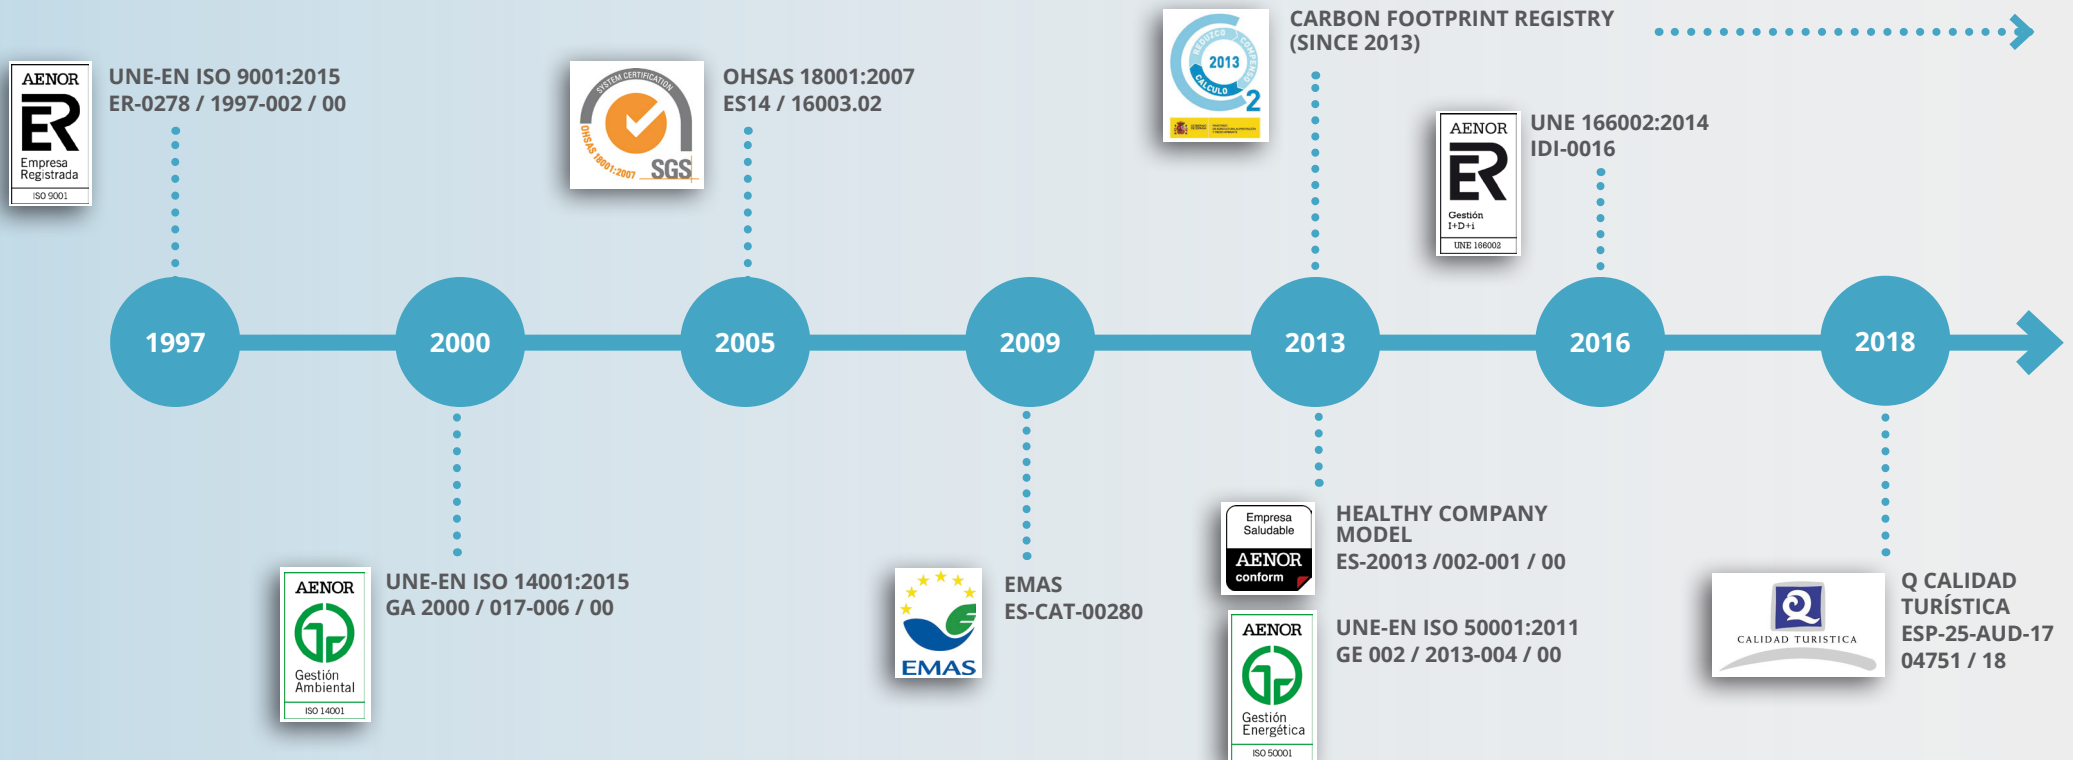 AENOR
ER
Empresa
Registrada
ISO 9001
UNE-EN ISO 9001:2015
ER-0278 / 1997-002 / 00
SYSTEM CERTIFICATION
OHSAS 18001:2007
SGS
OHSAS 18001:2007
ES14 / 16003.02
REDUZCO
COMPENSO
CALCULO
2013
2
CARBON FOOTPRINT REGISTRY
(SINCE 2013)
AENOR
ER
Gestión
I+D+i
UNE 166002
UNE 166002:2014
IDI-0016
1997
2000
2005
2009
2013
2016
2018
AENOR
Gestión
Ambiental
ISO 14001
UNE-EN ISO 14001:2015
GA 2000 / 017-006 / 00
EMAS
EMAS
ES-CAT-00280
Empresa
Saludable
AENOR
conform
HEALTHY COMPANY
MODEL
ES-20013 /002-001 / 00
AENOR
Gestión
Energética
ISO 50001
UNE-EN ISO 50001:2011
GE 002 / 2013-004 / 00
Q
CALIDAD TURISTICA
Q CALIDAD
TURÍSTICA
ESP-25-AUD-17
04751 / 18